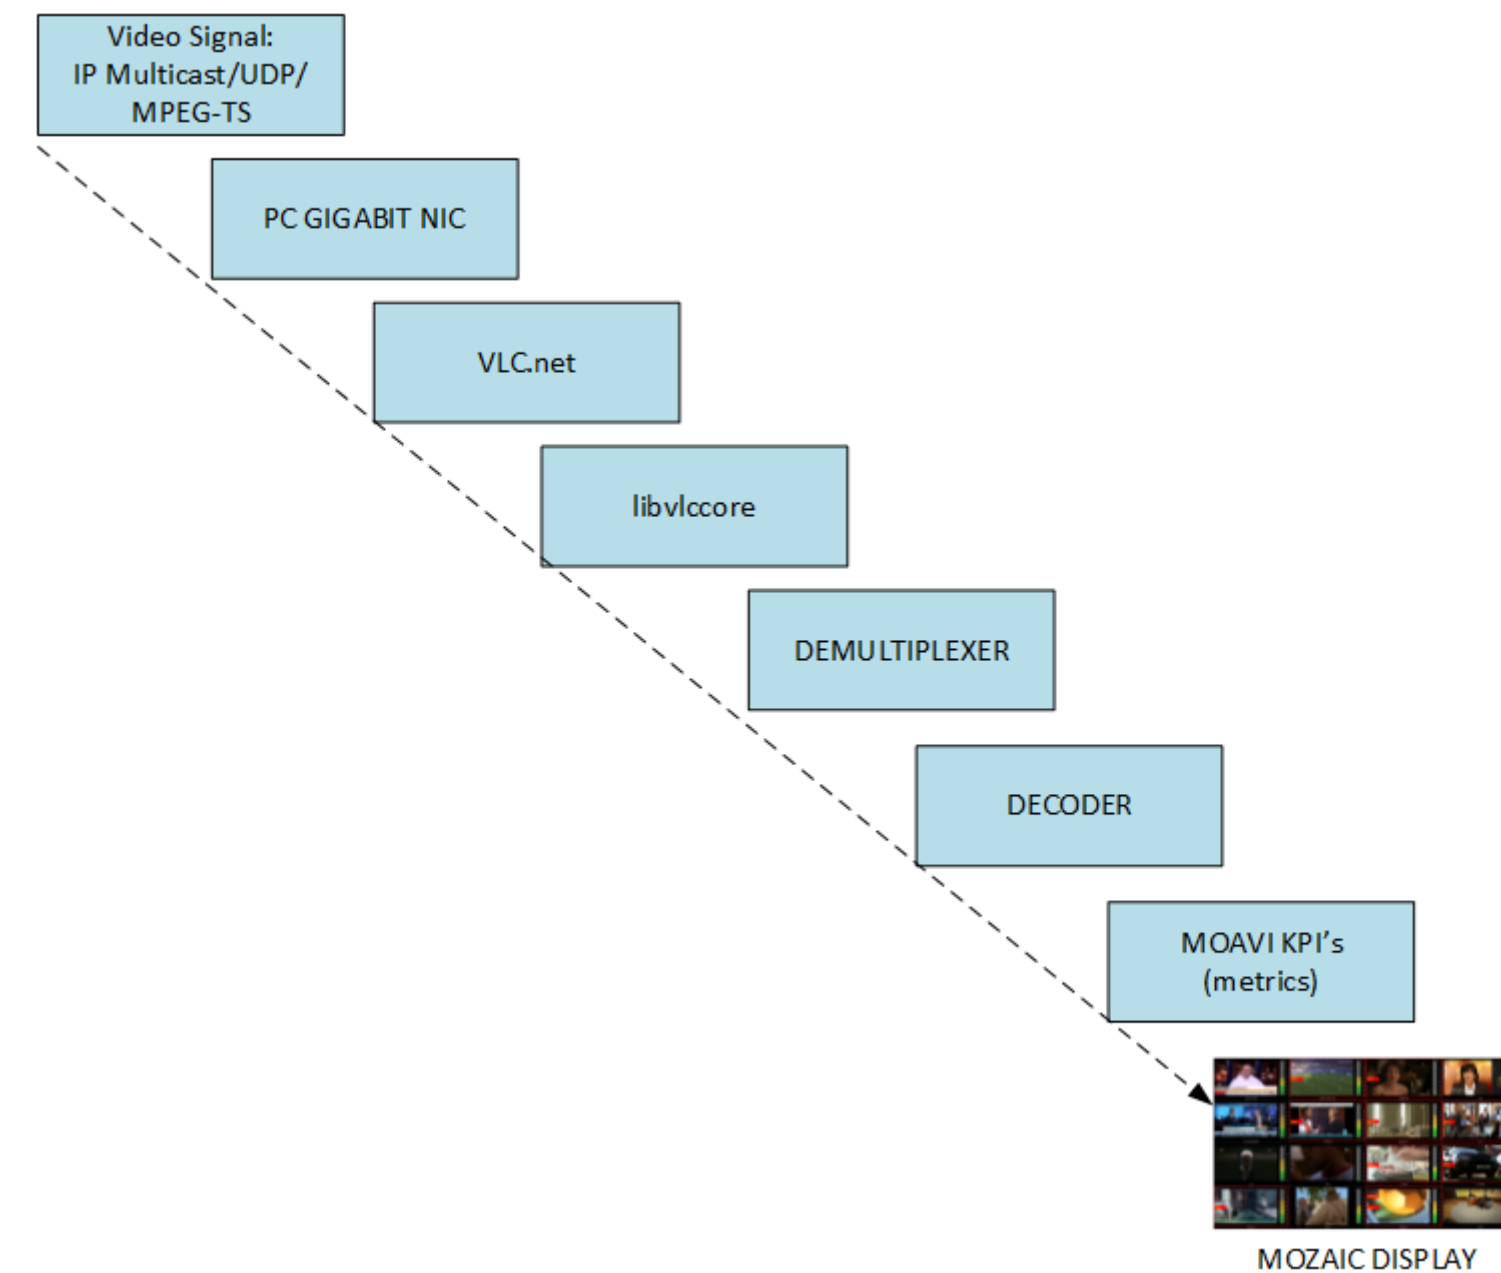 Video Signal:
IP Multicast/UDP/
MPEG-TS
PC GIGABIT NIC
VLC.net
libvlccore
DEMULTIPLEXER
DECODER
MOAVI KPI’s
(metrics)
MOZAIC DISPLAY